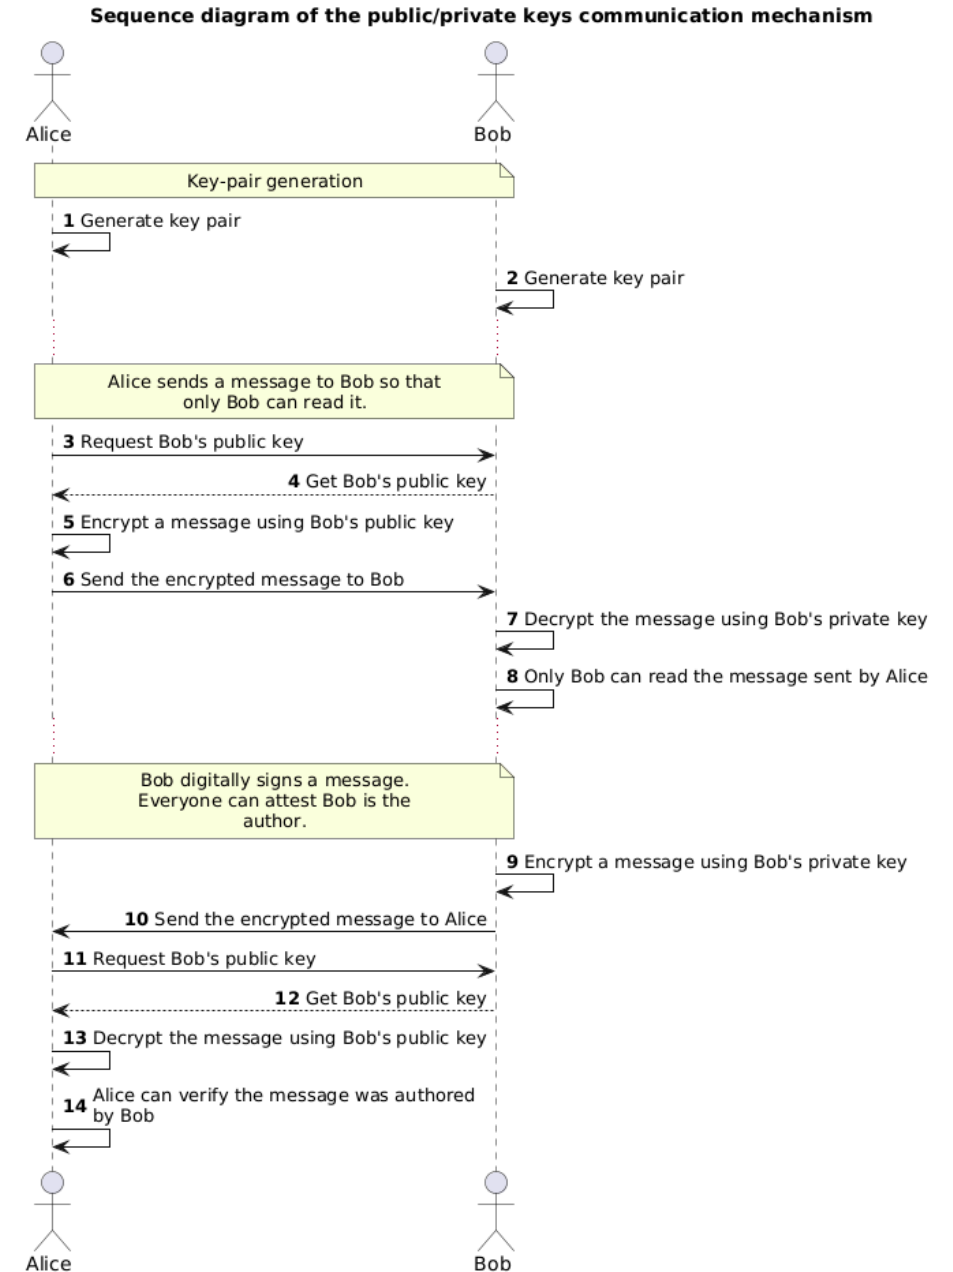 Sequence diagram of the public/private keys communication mechanism
Alice
Bob
Key-pair generation
1 Generate key pair
2 Generate key pair
Alice sends a message to Bob so that
only Bob can read it.
3 Request Bob's public key
4 Get Bob's public key
5 Encrypt a message using Bob's public key
6 Send the encrypted message to Bob
7 Decrypt the message using Bob's private key
8 Only Bob can read the message sent by Alice
Bob digitally signs a message.
Everyone can attest Bob is the
author.
9 Encrypt a message using Bob's private key
10 Send the encrypted message to Alice
11 Request Bob's public key
12 Get Bob's public key
13 Decrypt the message using Bob's public key
14 Alice can verify the message was authored
by Bob
Alice
Bob